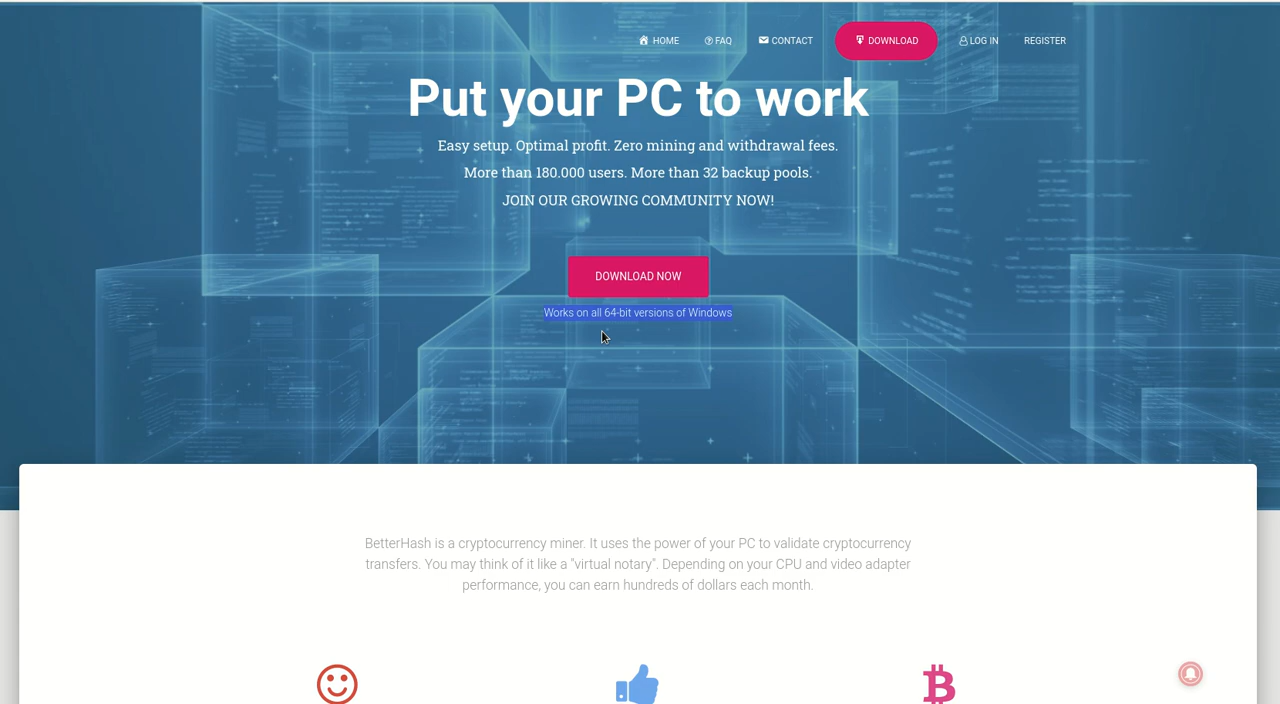 HOME FAQ CONTACT DOWNLOAD LOG IN REGISTER
Put your PC to work
Easy setup. Optimal profit. Zero mining and withdrawal fees.
More than 180.000 users. More than 32 backup pools.
JOIN OUR GROWING COMMUNITY NOW!
DOWNLOAD NOW
Works on all 64-bit versions of Windows
BetterHash is a cryptocurrency miner. It uses the power of your PC to validate cryptocurrency
transfers. You may think of it like a "virtual notary". Depending on your CPU and video adapter
performance, you can earn hundreds of dollars each month.